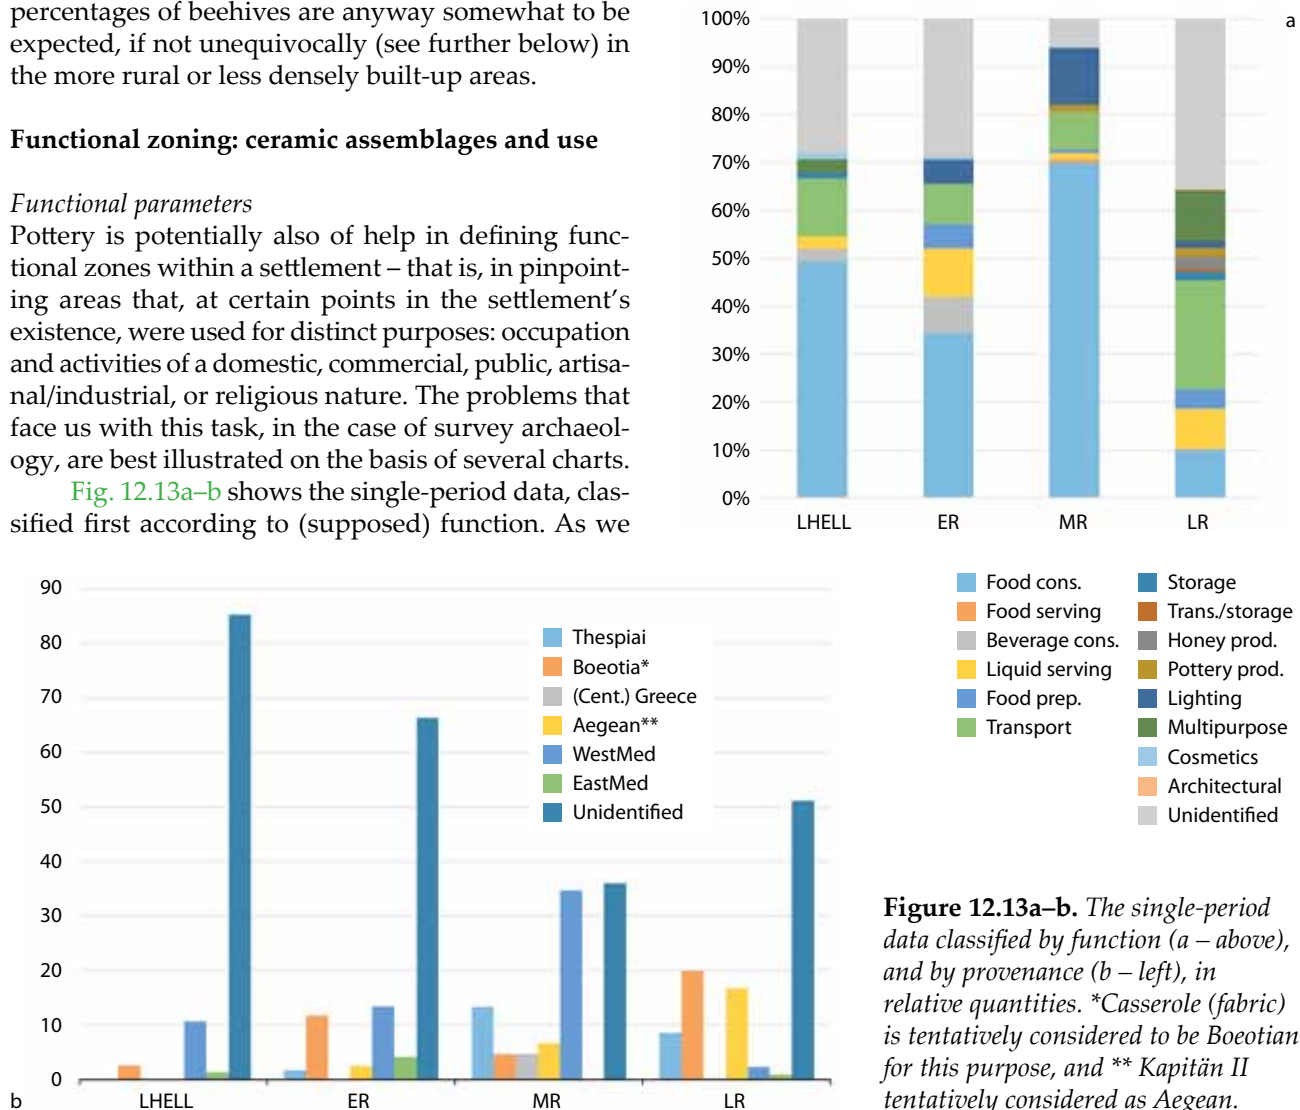 percentages of beehives are anyway somewhat to be
expected, if not unequivocally (see further below) in
the more rural or less densely built-up areas.
Functional zoning: ceramic assemblages and use
Functional parameters
Pottery is potentially also of help in defining func-
tional zones within a settlement – that is, in pinpoint-
ing areas that, at certain points in the settlement’s
existence, were used for distinct purposes: occupation
and activities of a domestic, commercial, public, artisa-
nal/industrial, or religious nature. The problems that
face us with this task, in the case of survey archaeol-
ogy, are best illustrated on the basis of several charts.
Fig. 12.13a–b shows the single-period data, clas-
sified first according to (supposed) function. As we
a
100%
90%
80%
70%
60%
50%
40%
30%
20%
10%
0%
LHELL ER MR LR
Food cons.
Food serving
Beverage cons.
Liquid serving
Food prep.
Transport
Storage
Trans./storage
Honey prod.
Pottery prod.
Lighting
Multipurpose
Cosmetics
Architectural
Unidentified
90
80
70
60
50
40
30
20
10
0
Thespiai
Boeotia*
(Cent.) Greece
Aegean**
WestMed
EastMed
Unidentified
b
LHELL ER MR LR
Figure 12.13a–b. The single-period
data classified by function (a – above),
and by provenance (b – left), in
relative quantities. *Casserole (fabric)
is tentatively considered to be Boeotian
for this purpose, and ** Kapitän II
tentatively considered as Aegean.